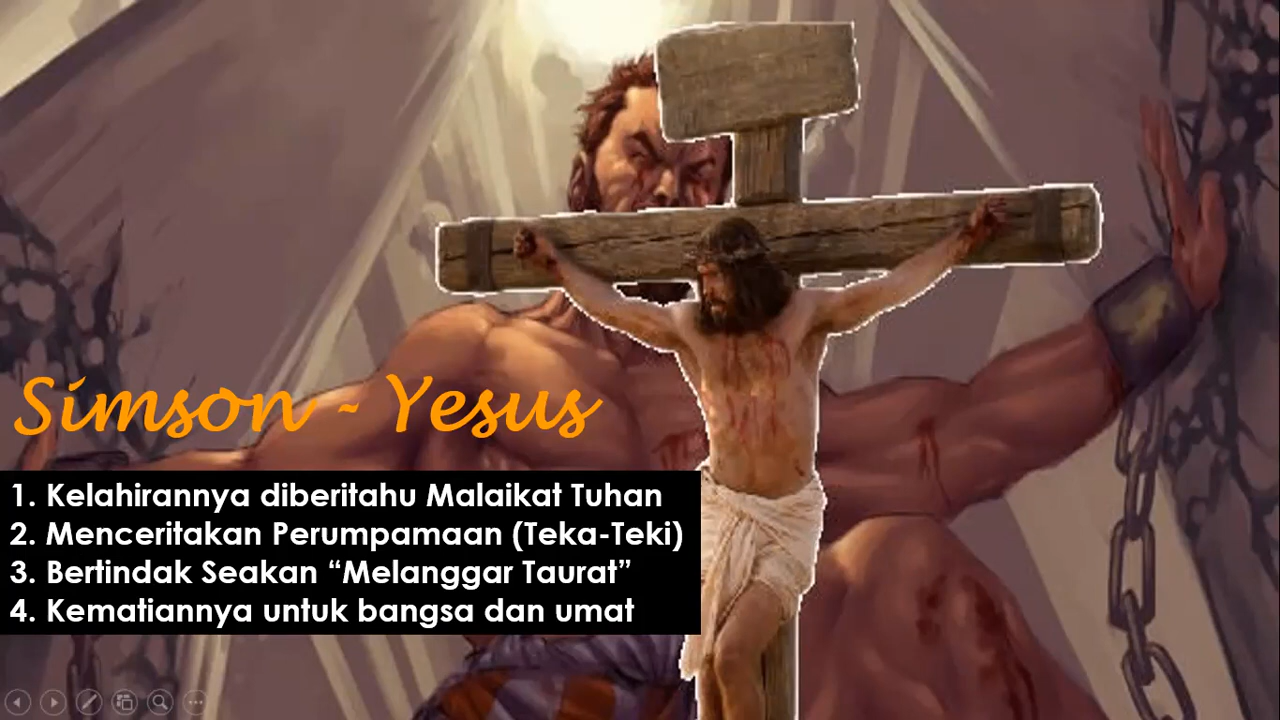 Simson - Yesus
1. Kelahirannya diberitahu Malaikat Tuhan
2. Menceritakan Perumpamaan (Teka-Teki)
3. Bertindak Seakan “Melanggar Taurat”
4. Kematiannya untuk bangsa dan umat